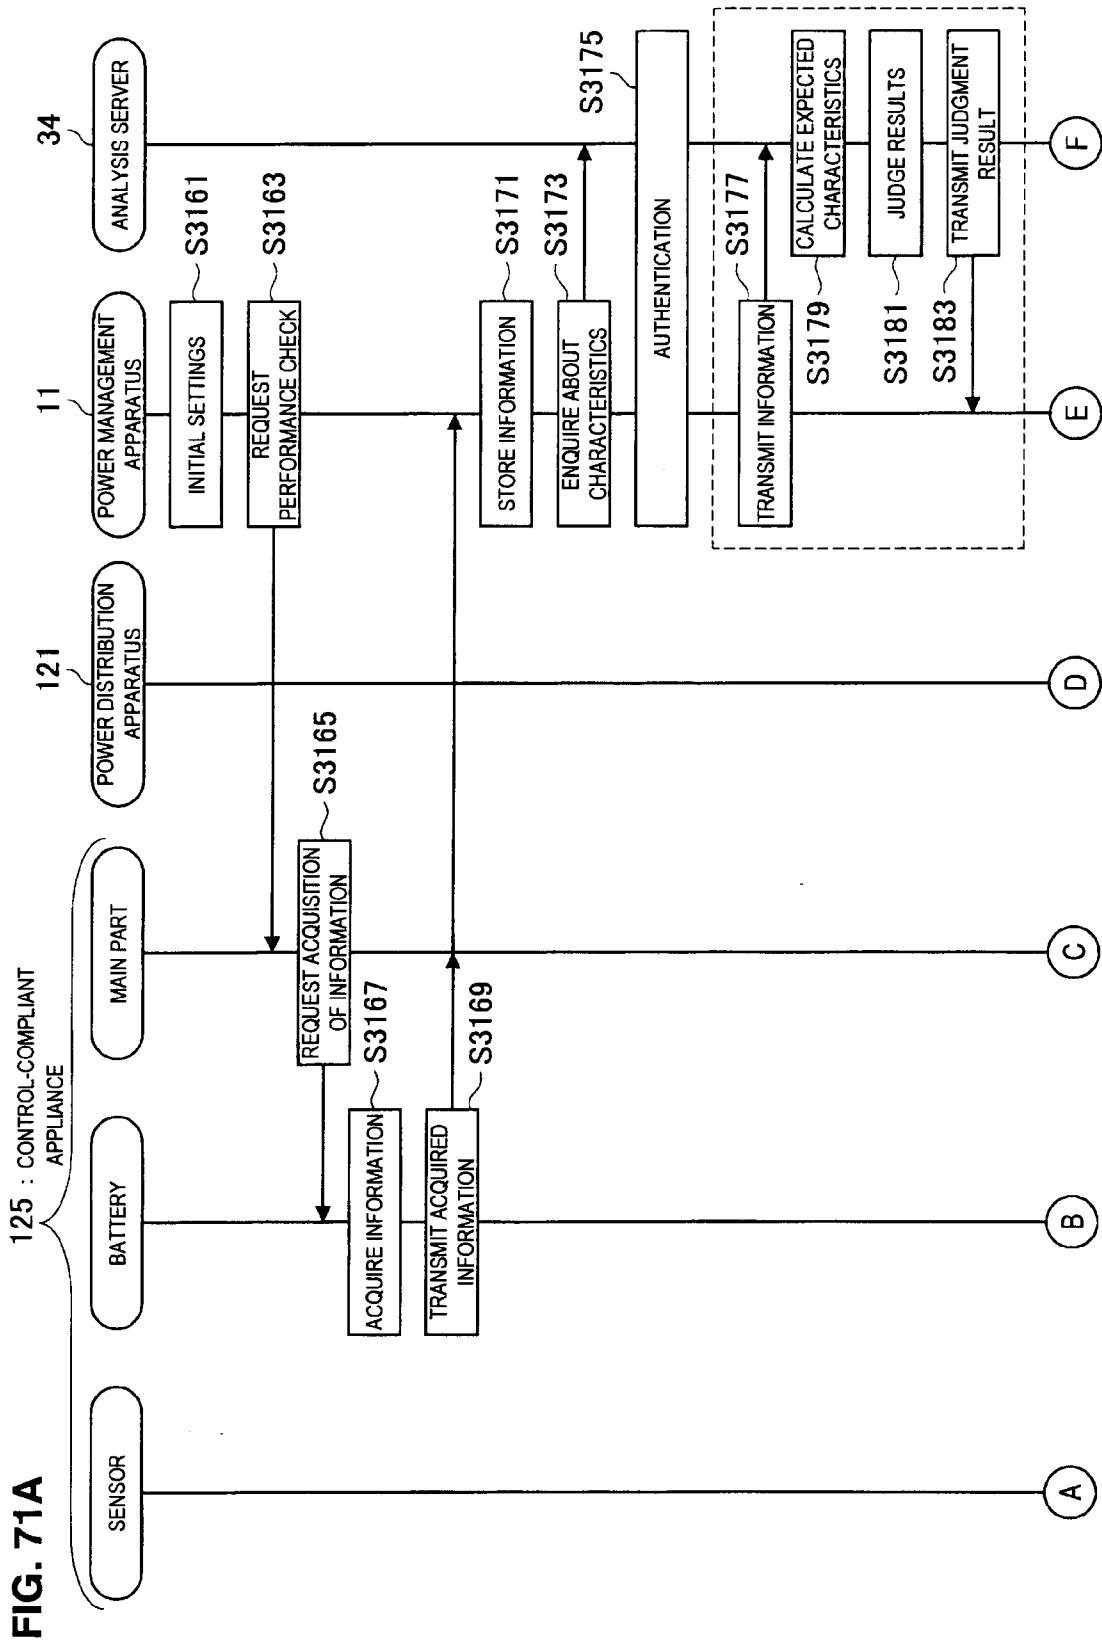 FIG. 71A
125 : CONTROL-COMPLIANT
APPLIANCE
SENSOR
BATTERY
MAIN PART
121
POWER DISTRIBUTION
APPARATUS
11
POWER MANAGEMENT
APPARATUS
34
ANALYSIS SERVER
INITIAL SETTINGS
S3161
REQUEST
PERFORMANCE CHECK
S3163
REQUEST ACQUISITION
OF INFORMATION
S3165
ACQUIRE INFORMATION
S3167
TRANSMIT ACQUIRED
INFORMATION
S3169
STORE INFORMATION
S3171
ENQUIRE ABOUT
CHARACTERISTICS
S3173
AUTHENTICATION
S3175
TRANSMIT INFORMATION
S3177
S3179
CALCULATE EXPECTED
CHARACTERISTICS
S3181
JUDGE RESULTS
S3183
TRANSMIT JUDGMENT
RESULT
A
B
C
D
E
F